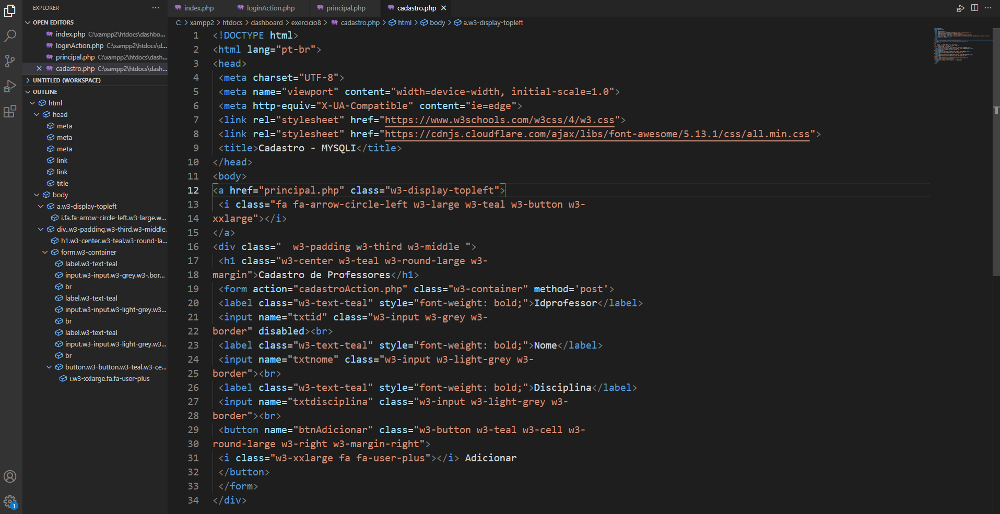 EXPLORER
OPEN EDITORS
index.php C:\xampp2\htdocs\dashbo...
loginAction.php C:\xampp2\htdocs\d...
principal.php C:\xampp2\htdocs\dash...
cadastro.php C:\xampp2\htdocs\dash...
UNTITLED (WORKSPACE)
OUTLINE
html
head
meta
meta
meta
link
link
title
body
a.w3-display-topleft
i.fa.fa-arrow-circle-left.w3-large.w...
div..w3-padding.w3-third.w3-middle.
h1.w3-center.w3-teal.w3-round-la...
form.w3-container
label.w3-text-teal
input.w3-input.w3-grey.w3-.bor...
br
label.w3-text-teal
input.w3-input.w3-light-grey.w3...
br
label.w3-text-teal
input.w3-input.w3-light-grey.w3...
br
button.w3-button.w3-teal.w3-ce...
i.w3-xxlarge.fa.fa-user-plus
1
index.php loginAction.php principal.php cadastro.php
C: > xampp2 > htdocs > dashboard > exercicio8 > cadastro.php > html > body > a.w3-display-topleft
1 <!DOCTYPE html>
2 <html lang="pt-br">
3 <head>
4 <meta charset="UTF-8">
5 <meta name="viewport" content="width=device-width, initial-scale=1.0">
6 <meta http-equiv="X-UA-Compatible" content="ie=edge">
7 <link rel="stylesheet" href="https://www.w3schools.com/w3css/4/w3.css">
8 <link rel="stylesheet" href="https://cdnjs.cloudflare.com/ajax/libs/font-awesome/5.13.1/css/all.min.css">
9 <title>Cadastro - MYSQLI</title>
10 </head>
11 <body>
12 <a href="principal.php" class="w3-display-topleft">
13 <i class="fa fa-arrow-circle-left w3-large w3-teal w3-button w3-
14 xxlarge"></i>
15 </a>
16 <div class="  w3-padding w3-third w3-middle ">
17 <h1 class="w3-center w3-teal w3-round-large w3-
18 margin">Cadastro de Professores</h1>
19 <form action="cadastroAction.php" class="w3-container" method='post'>
20 <label class="w3-text-teal" style="font-weight: bold;">Idprofessor</label>
21 <input name="txtid" class="w3-input w3-grey w3-
22 border" disabled><br>
23 <label class="w3-text-teal" style="font-weight: bold;">Nome</label>
24 <input name="txtnome" class="w3-input w3-light-grey w3-
25 border"><br>
26 <label class="w3-text-teal" style="font-weight: bold;">Disciplina</label>
27 <input name="txtdisciplina" class="w3-input w3-light-grey w3-
28 border"><br>
29 <button name="btnAdicionar" class="w3-button w3-teal w3-cell w3-
30 round-large w3-right w3-margin-right">
31 <i class="w3-xxlarge fa fa-user-plus"></i> Adicionar
32 </button>
33 </form>
34 </div>